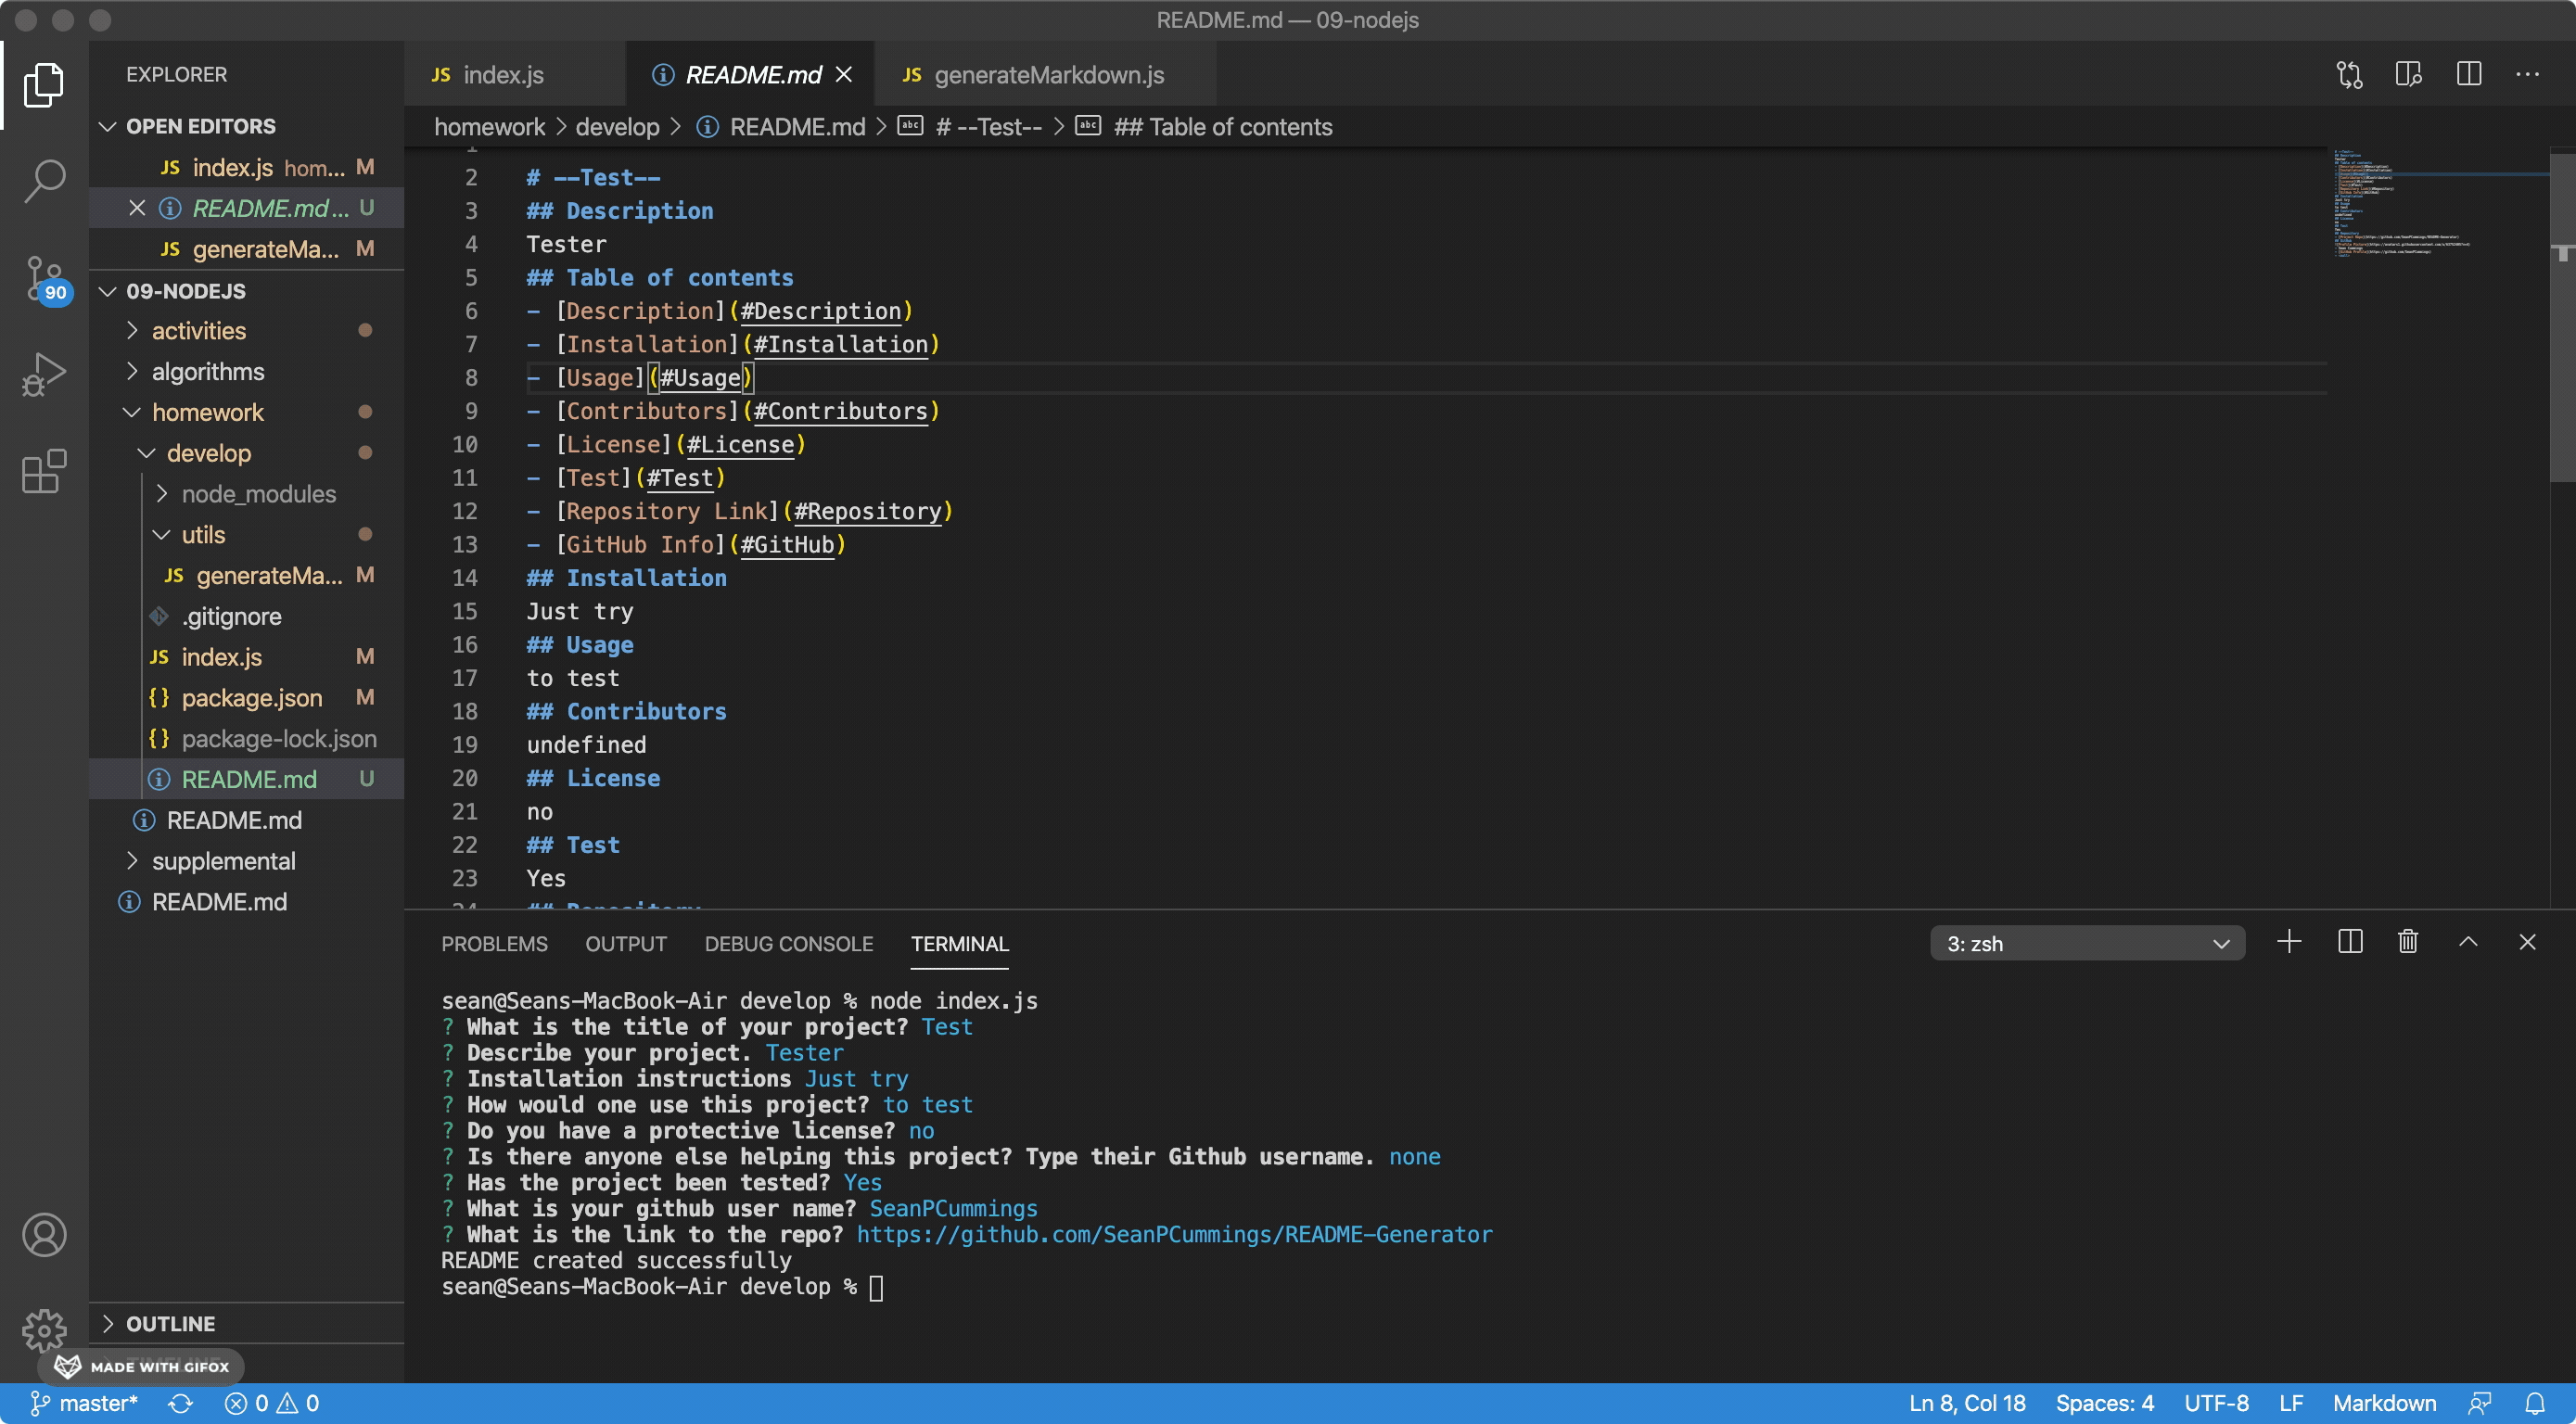 README.md — 09-nodejs
EXPLORER
OPEN EDITORS
JS index.js hom... M
README.md... U
JS generateMa... M
90
09-NODEJS
activities
algorithms
homework
develop
node_modules
utils
JS generateMa... M
.gitignore
JS index.js M
{} package.json M
{} package-lock.json
README.md U
README.md
supplemental
README.md
OUTLINE
MADE WITH GIFOX
JS index.js
README.md
JS generateMarkdown.js
homework > develop > README.md > abc # --Test-- > abc ## Table of contents
1
2 # --Test--
3 ## Description
4 Tester
5 ## Table of contents
6 - [Description](#Description)
7 - [Installation](#Installation)
8 - [Usage](#Usage)
9 - [Contributors](#Contributors)
10 - [License](#License)
11 - [Test](#Test)
12 - [Repository Link](#Repository)
13 - [GitHub Info](#GitHub)
14 ## Installation
15 Just try
16 ## Usage
17 to test
18 ## Contributors
19 undefined
20 ## License
21 no
22 ## Test
23 Yes
24 ## Repository
PROBLEMS OUTPUT DEBUG CONSOLE TERMINAL
3: zsh
sean@Seans-MacBook-Air develop % node index.js
? What is the title of your project? Test
? Describe your project. Tester
? Installation instructions Just try
? How would one use this project? to test
? Do you have a protective license? no
? Is there anyone else helping this project? Type their Github username. none
? Has the project been tested? Yes
? What is your github user name? SeanPCummings
? What is the link to the repo? https://github.com/SeanPCummings/README-Generator
README created successfully
sean@Seans-MacBook-Air develop %
master* 0 0
Ln 8, Col 18 Spaces: 4 UTF-8 LF Markdown